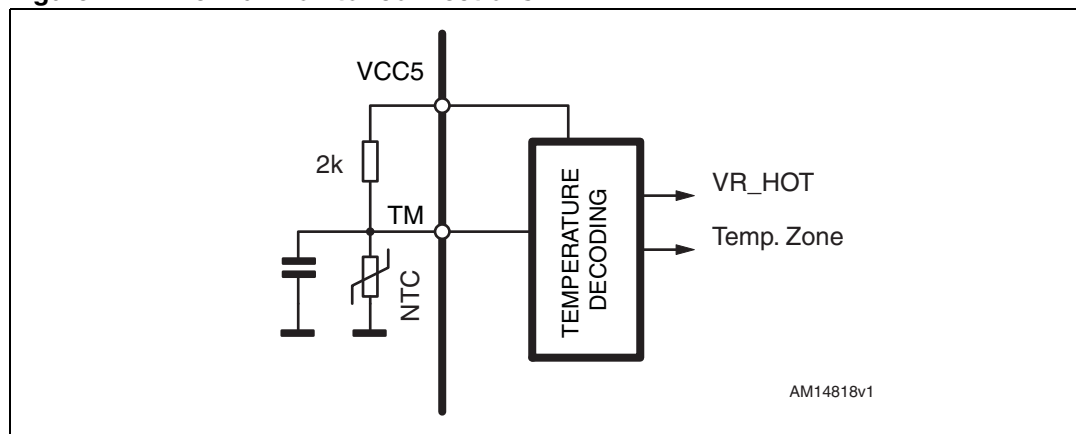 VCC5
2k
TM
NTC
TEMPERATURE
DECODING
VR_HOT
Temp. Zone
AM14818v1